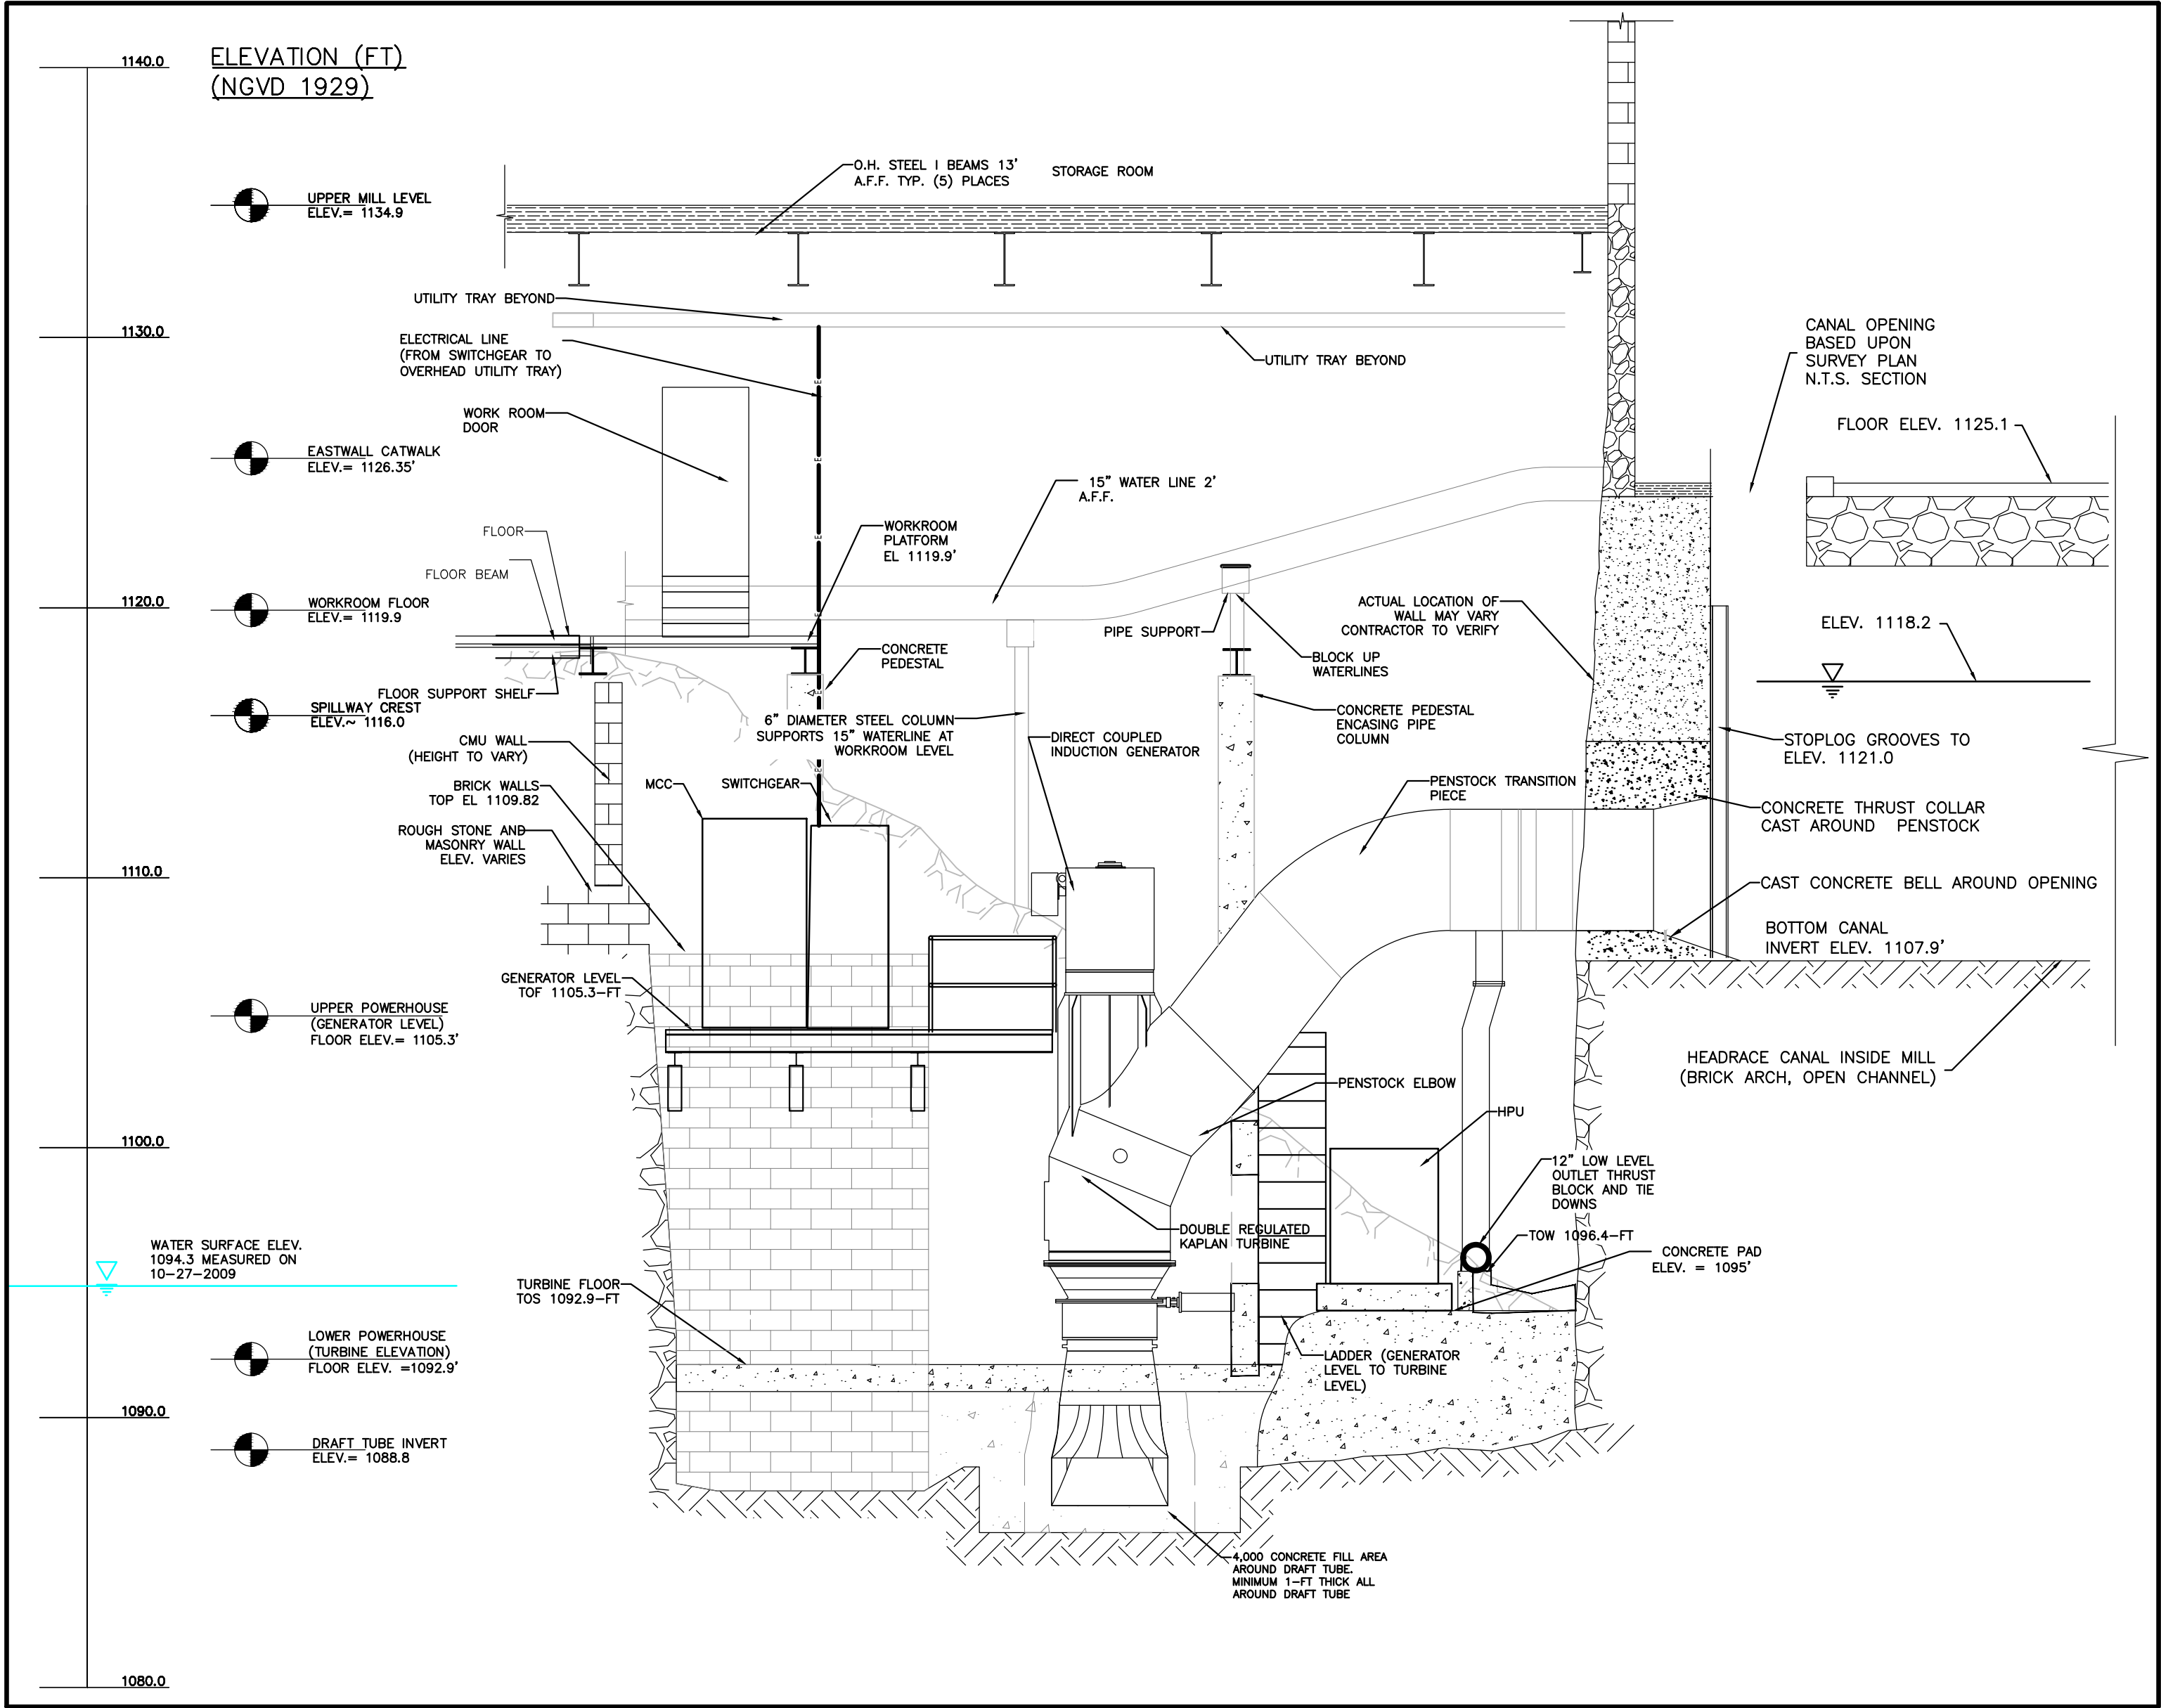 ELEVATION (FT)
(NGVD 1929)
1140.0
1130.0
1120.0
1110.0
1100.0
1090.0
1080.0
UPPER MILL LEVEL
ELEV.= 1134.9
EASTWALL CATWALK
ELEV.= 1126.35'
WORKROOM FLOOR
ELEV.= 1119.9
SPILLWAY CREST
ELEV.~ 1116.0
UPPER POWERHOUSE
(GENERATOR LEVEL)
FLOOR ELEV.= 1105.3'
WATER SURFACE ELEV.
1094.3 MEASURED ON
10-27-2009
LOWER POWERHOUSE
(TURBINE ELEVATION)
FLOOR ELEV. =1092.9'
DRAFT TUBE INVERT
ELEV.= 1088.8
O.H. STEEL I BEAMS 13'
A.F.F. TYP. (5) PLACES
STORAGE ROOM
UTILITY TRAY BEYOND
ELECTRICAL LINE
(FROM SWITCHGEAR TO
OVERHEAD UTILITY TRAY)
UTILITY TRAY BEYOND
WORK ROOM
DOOR
E
E
E
E
E
E
E
15" WATER LINE 2'
A.F.F.
FLOOR
FLOOR BEAM
WORKROOM
PLATFORM
EL 1119.9'
CONCRETE
PEDESTAL
PIPE SUPPORT
BLOCK UP
WATERLINES
ACTUAL LOCATION OF
WALL MAY VARY
CONTRACTOR TO VERIFY
FLOOR SUPPORT SHELF
CMU WALL
(HEIGHT TO VARY)
6" DIAMETER STEEL COLUMN
SUPPORTS 15" WATERLINE AT
WORKROOM LEVEL
DIRECT COUPLED
INDUCTION GENERATOR
CONCRETE PEDESTAL
ENCASING PIPE
COLUMN
BRICK WALLS
TOP EL 1109.82
MCC
SWITCHGEAR
PENSTOCK TRANSITION
PIECE
ROUGH STONE AND
MASONRY WALL
ELEV. VARIES
GENERATOR LEVEL
TOF 1105.3-FT
PENSTOCK ELBOW
HPU
12" LOW LEVEL
OUTLET THRUST
BLOCK AND TIE
DOWNS
DOUBLE REGULATED
KAPLAN TURBINE
TOW 1096.4-FT
CONCRETE PAD
ELEV. = 1095'
TURBINE FLOOR
TOS 1092.9-FT
LADDER (GENERATOR
LEVEL TO TURBINE
LEVEL)
4,000 CONCRETE FILL AREA
AROUND DRAFT TUBE.
MINIMUM 1-FT THICK ALL
AROUND DRAFT TUBE
CANAL OPENING
BASED UPON
SURVEY PLAN
N.T.S. SECTION
FLOOR ELEV. 1125.1
ELEV. 1118.2
STOPLOG GROOVES TO
ELEV. 1121.0
CONCRETE THRUST COLLAR
CAST AROUND PENSTOCK
CAST CONCRETE BELL AROUND OPENING
BOTTOM CANAL
INVERT ELEV. 1107.9'
HEADRACE CANAL INSIDE MILL
(BRICK ARCH, OPEN CHANNEL)